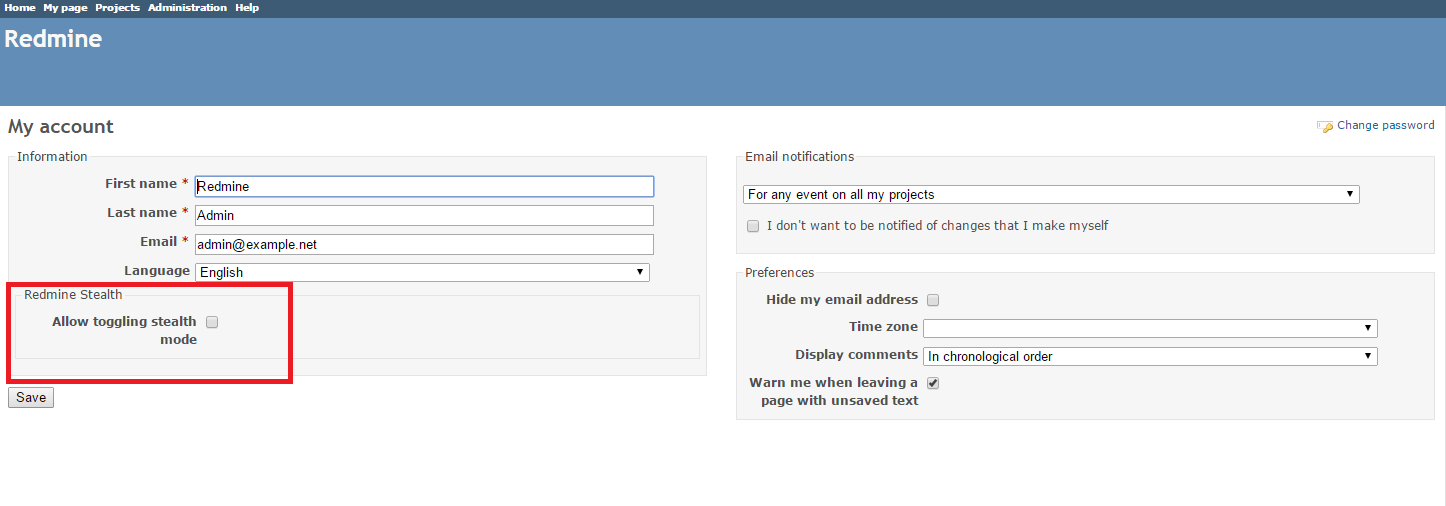 Home My page Projects Administration Help
Redmine
My account
Change password
Information
First name *
Redmine
Last name *
Admin
Email *
admin@example.net
Language
English
Redmine Stealth
Allow toggling stealth
mode
Save
Email notifications
For any event on all my projects
I don't want to be notified of changes that I make myself
Preferences
Hide my email address
Time zone
Display comments
In chronological order
Warn me when leaving a
page with unsaved text